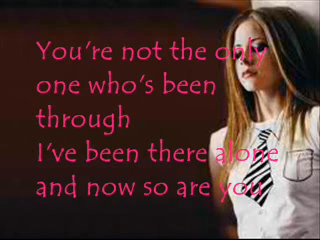 You're not the only
one who's been
through
I've been there alone
and now so are you